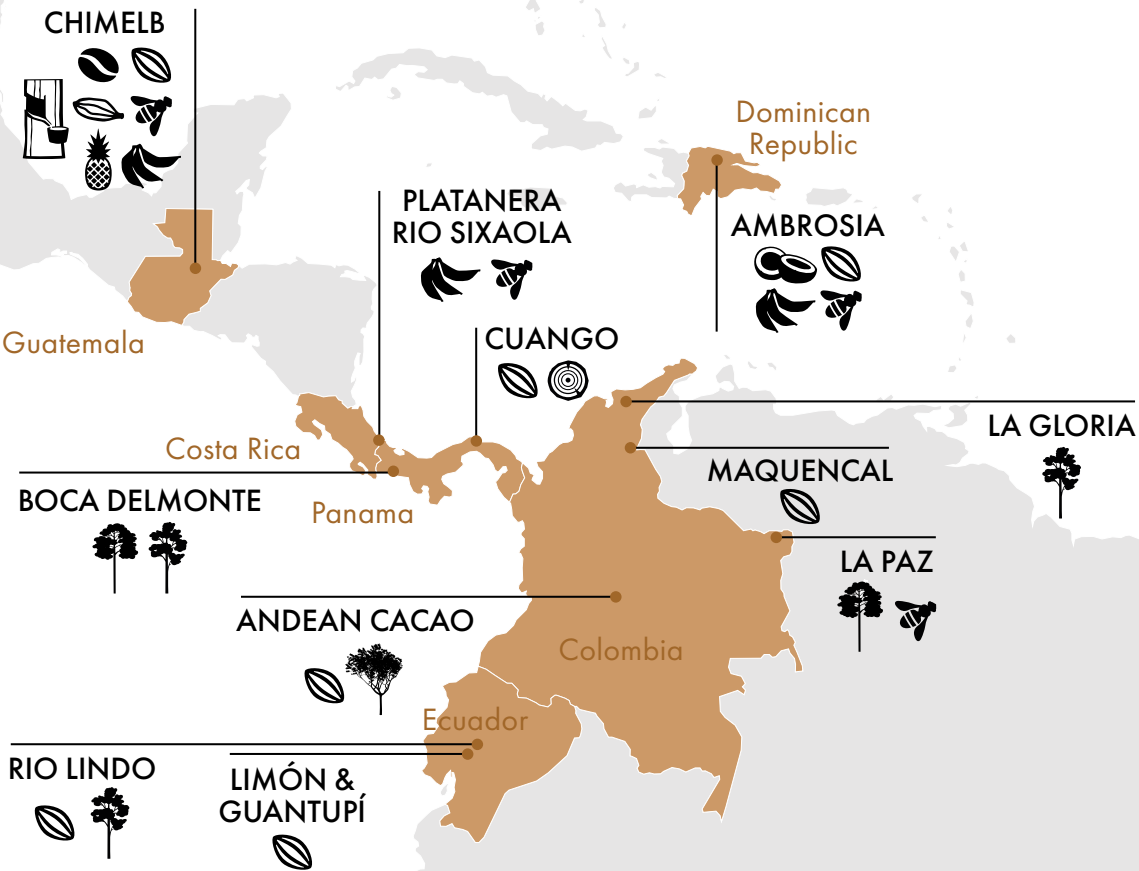 CHIMELB
Dominican
Republic
PLATANERA
RIO SIXAOLA
AMBROSIA
Guatemala
CUANGO
LA GLORIA
Costa Rica
MAQUENCAL
BOCA DELMONTE
Panama
LA PAZ
ANDEAN CACAO
Colombia
Ecuador
RIO LINDO
LIMÓN &
GUANTUPÍ